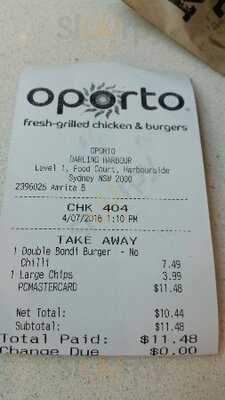 oporto
fresh-grilled chicken & burgers
OPORTO
DARLING HARBOUR
Level 1, Food Court, Harbourside
Sydney NSW 2000
2396026 Amrita B
CHK 404
4/07/2016 1:10 PM
TAKE AWAY
1 Double Bondi Burger - No
Chilli 7.49
1 Large Chips 3.99
PCMASTERCARD $11.48
Net Total: $10.44
Subtotal: $11.48
Total Paid: $11.48
Change Due $0.00